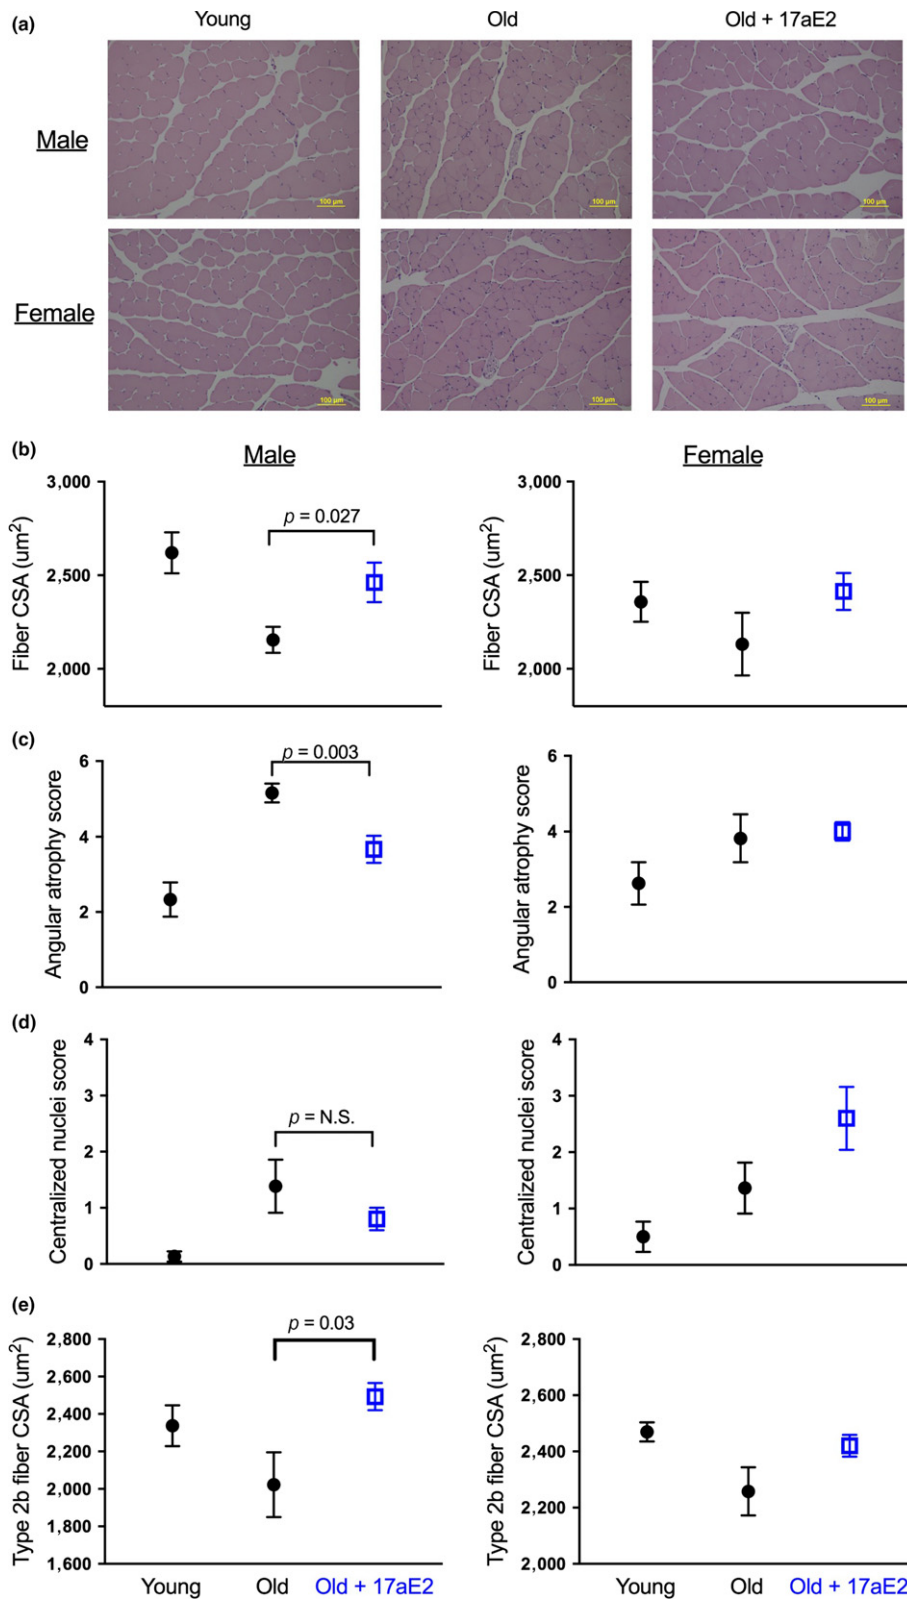 (a)
Young
Old
Old + 17aE2
Male
100 µm
100 µm
100 µm
Female
100 µm
100 µm
100 µm
(b)
Male
Female
Fiber CSA (um²)
3,000
2,500
2,000
p = 0.027
Fiber CSA (um²)
3,000
2,500
2,000
(c)
Angular atrophy score
6
4
2
0
p = 0.003
Angular atrophy score
6
4
2
0
(d)
Centralized nuclei score
4
3
2
1
0
p = N.S.
Centralized nuclei score
4
3
2
1
0
(e)
Type 2b fiber CSA (um²)
2,800
2,600
2,400
2,200
2,000
1,800
1,600
p = 0.03
Type 2b fiber CSA (um²)
2,800
2,600
2,400
2,200
2,000
Young
Old
Old + 17aE2
Young
Old
Old + 17aE2